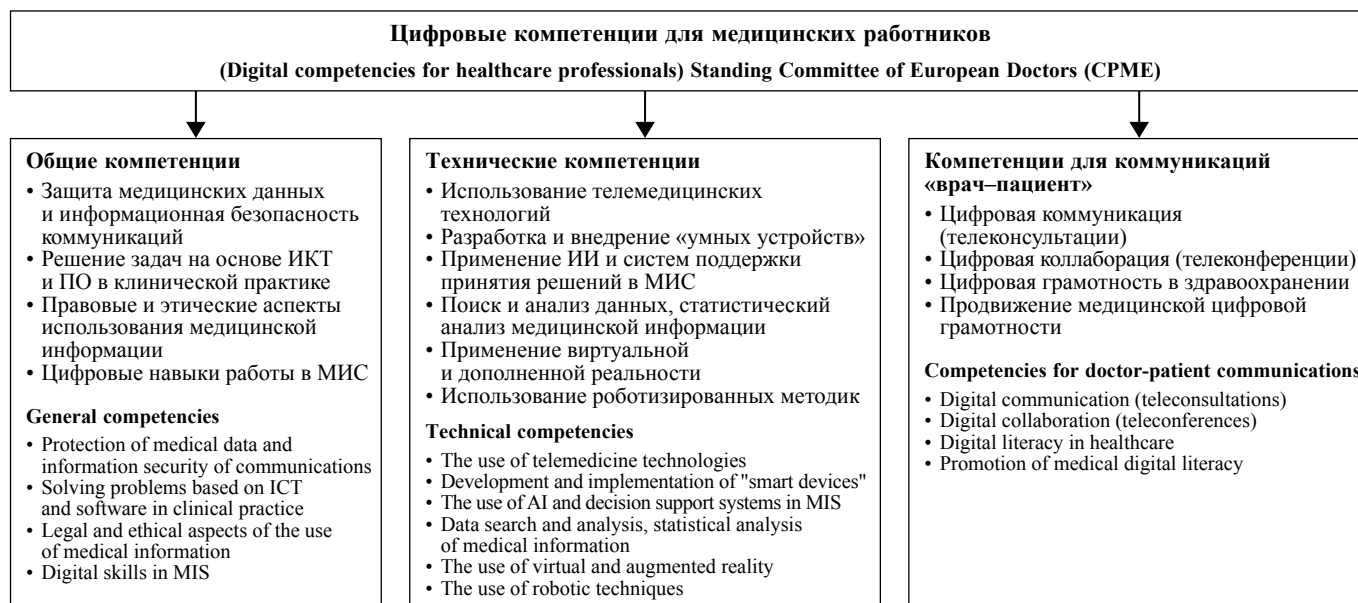 Цифровые компетенции для медицинских работников
(Digital competencies for healthcare professionals) Standing Committee of European Doctors (CPME)
Общие компетенции
• Защита медицинских данных
и информационная безопасность
коммуникаций
• Решение задач на основе ИКТ
и ПО в клинической практике
• Правовые и этические аспекты
использования медицинской
информации
• Цифровые навыки работы в МИС
General competencies
• Protection of medical data and
information security of communications
• Solving problems based on ICT
and software in clinical practice
• Legal and ethical aspects of the use
of medical information
• Digital skills in MIS
Технические компетенции
• Использование телемедицинских
технологий
• Разработка и внедрение «умных устройств»
• Применение ИИ и систем поддержки
принятия решений в МИС
• Поиск и анализ данных, статистический
анализ медицинской информации
• Применение виртуальной
и дополненной реальности
• Использование роботизированных методик
Technical competencies
• The use of telemedicine technologies
• Development and implementation of "smart devices"
• The use of AI and decision support systems in MIS
• Data search and analysis, statistical analysis
of medical information
• The use of virtual and augmented reality
• The use of robotic techniques
Компетенции для коммуникаций
«врач–пациент»
• Цифровая коммуникация
(телеконсультации)
• Цифровая коллаборация (телеконференции)
• Цифровая грамотность в здравоохранении
• Продвижение медицинской цифровой
грамотности
Competencies for doctor-patient communications
• Digital communication (teleconsultations)
• Digital collaboration (teleconferences)
• Digital literacy in healthcare
• Promotion of medical digital literacy